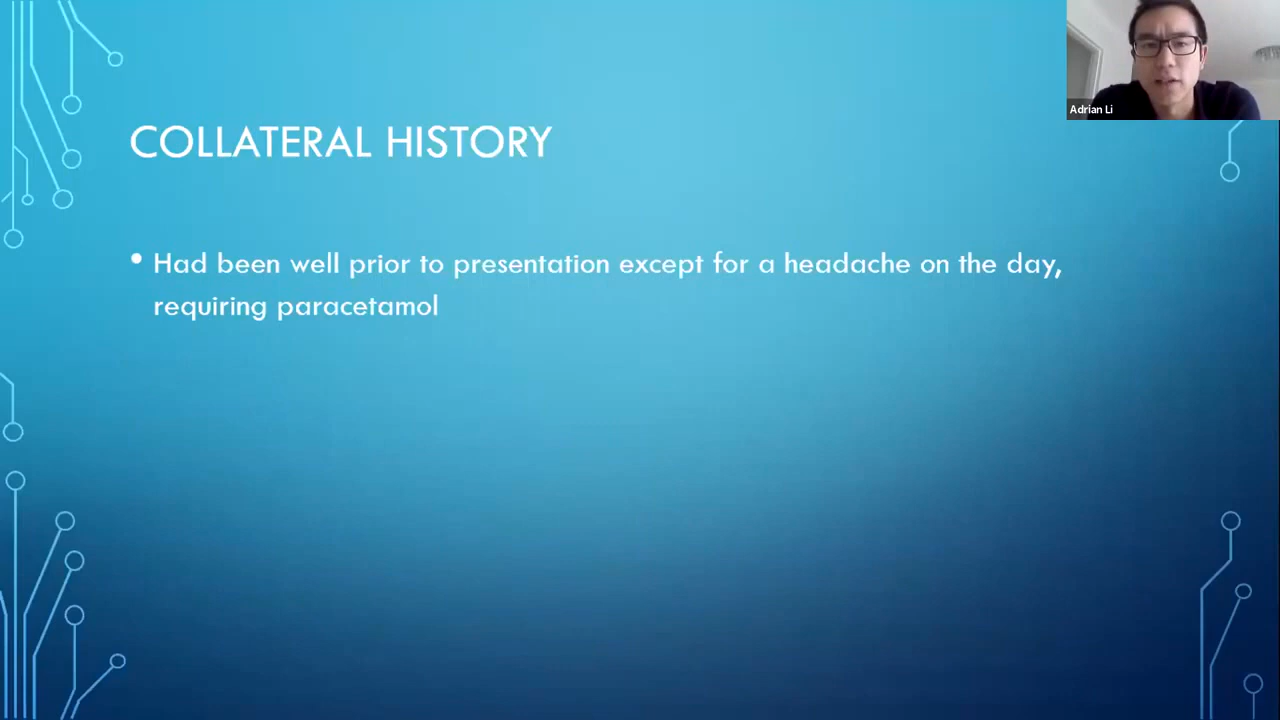 Adrian Li
COLLATERAL HISTORY
• Had been well prior to presentation except for a headache on the day,
requiring paracetamol